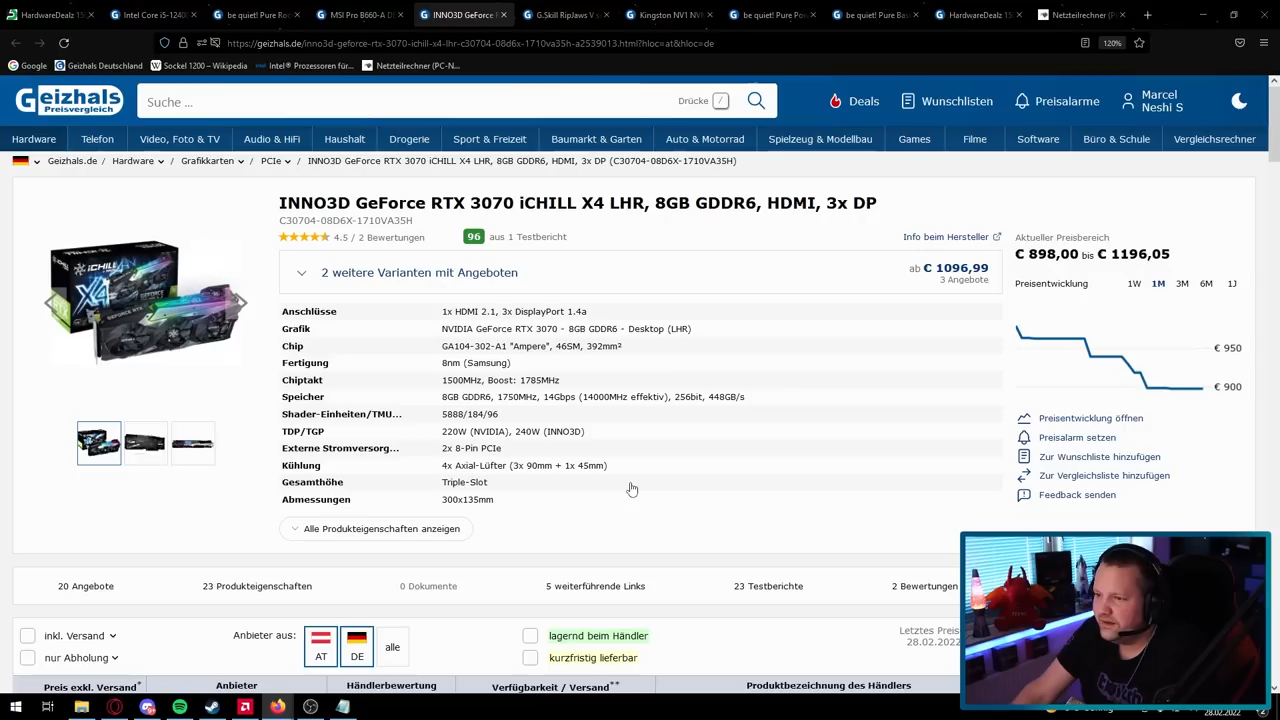 HardwareDealz 15
Intel Core i5-1240
be quiet! Pure Roc
MSI Pro B660-A D
INNO3D GeForce R
G.Skill RipJaws V s
Kingston NV1 NV
be quiet! Pure Pow
be quiet! Pure Bas
HardwareDealz 15
Netzteilrechner (P
https://geizhals.de/inno3d-geforce-rtx-3070-ichill-x4-lhr-c30704-08d6x-1710va35h-a2539013.html?hloc=at&hloc=de
120%
Google
Geizhals Deutschland
Sockel 1200 – Wikipedia
Intel® Prozessoren für...
Netzteilrechner (PC-N...
Geizhals
Preisvergleich
Suche ...
Drücke /
Deals
Wunschlisten
Preisalarme
Marcel
Neshi S
Hardware
Telefon
Video, Foto & TV
Audio & HiFi
Haushalt
Drogerie
Sport & Freizeit
Baumarkt & Garten
Auto & Motorrad
Spielzeug & Modellbau
Games
Filme
Software
Büro & Schule
Vergleichsrechner
Geizhals.de / Hardware / Grafikkarten / PCIe / INNO3D GeForce RTX 3070 iCHILL X4 LHR, 8GB GDDR6, HDMI, 3x DP (C30704-08D6X-1710VA35H)
INNO3D GeForce RTX 3070 iCHILL X4 LHR, 8GB GDDR6, HDMI, 3x DP
C30704-08D6X-1710VA35H
4.5 / 2 Bewertungen
96 aus 1 Testbericht
Info beim Hersteller
2 weitere Varianten mit Angeboten
ab € 1096,99
3 Angebote
Anschlüsse 1x HDMI 2.1, 3x DisplayPort 1.4a
Grafik NVIDIA GeForce RTX 3070 - 8GB GDDR6 - Desktop (LHR)
Chip GA104-302-A1 "Ampere", 46SM, 392mm²
Fertigung 8nm (Samsung)
Chiptakt 1500MHz, Boost: 1785MHz
Speicher 8GB GDDR6, 1750MHz, 14Gbps (14000MHz effektiv), 256bit, 448GB/s
Shader-Einheiten/TMU... 5888/184/96
TDP/TGP 220W (NVIDIA), 240W (INNO3D)
Externe Stromversorg... 2x 8-Pin PCIe
Kühlung 4x Axial-Lüfter (3x 90mm + 1x 45mm)
Gesamthöhe Triple-Slot
Abmessungen 300x135mm
Alle Produkteigenschaften anzeigen
ICHILL
X4
Aktueller Preisbereich
€ 898,00 bis € 1196,05
Preisentwicklung 1W 1M 3M 6M 1J
€ 950
€ 900
Preisentwicklung öffnen
Preisalarm setzen
Zur Wunschliste hinzufügen
Zur Vergleichsliste hinzufügen
Feedback senden
20 Angebote
23 Produkteigenschaften
0 Dokumente
5 weiterführende Links
23 Testberichte
2 Bewertungen
inkl. Versand
nur Abholung
Anbieter aus:
AT
DE
alle
lagernd beim Händler
kurzfristig lieferbar
Letztes Preis
28.02.2022
Preis exkl. Versand*
Anbieter
Händlerbewertung
Verfügbarkeit / Versand**
Produktbezeichnung des Händlers
28.02.2022